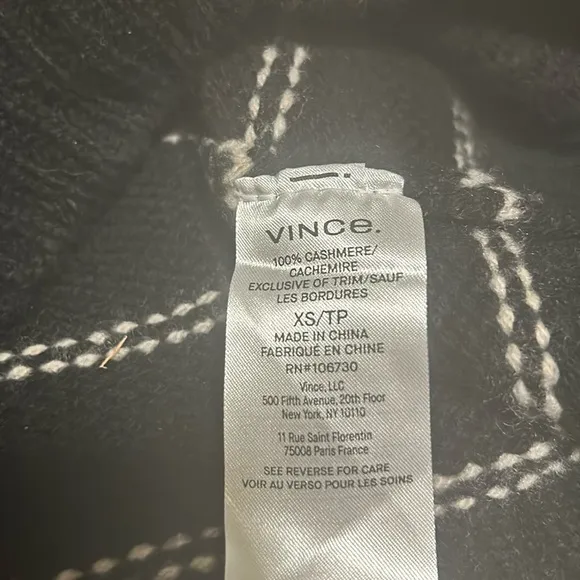 VINCE.
100% CASHMERE/
CACHEMIRE
EXCLUSIVE OF TRIM/SAUF
LES BORDURES
XS/TP
MADE IN CHINA
FABRIQUÉ EN CHINE
RN#106730
Vince, LLC
500 Fifth Avenue, 20th Floor
New York, NY 10110
11 Rue Saint Florentin
75008 Paris France
SEE REVERSE FOR CARE
VOIR AU VERSO POUR LES SOINS